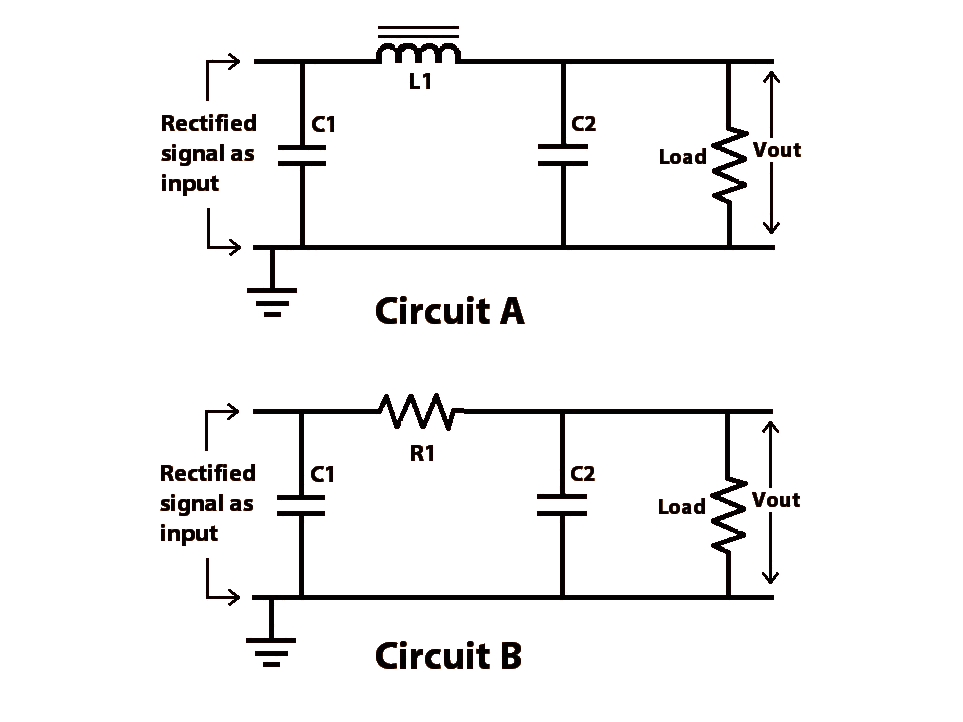 L1
C1
C2
Rectified
signal as
input
Load
Vout
Circuit A
R1
C1
C2
Rectified
signal as
input
Load
Vout
Circuit B